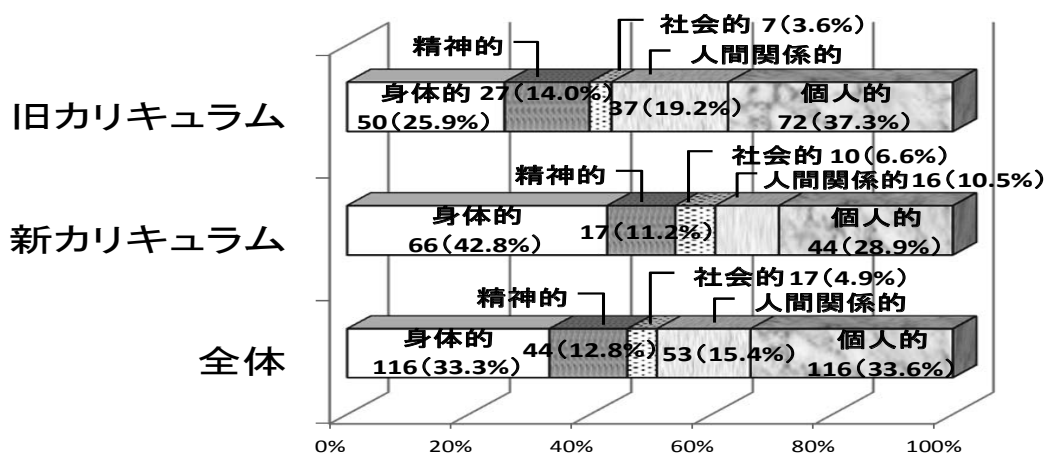 社会的 7(3.6%)
精神的 人間関係的
旧カリキュラム
身体的 27(14.0%) 個人的
50(25.9%) 37(19.2%) 72(37.3%)
社会的 10(6.6%)
精神的 人間関係的 16(10.5%)
新カリキュラム
身体的 17(11.2%) 個人的
66(42.8%) 44(28.9%)
社会的 17(4.9%)
精神的 人間関係的
全体
身体的 44(12.8%) 53(15.4%) 個人的
116(33.3%) 116(33.6%)
0% 20% 40% 60% 80% 100%